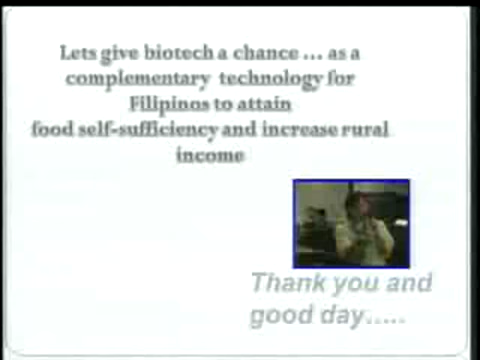 Lets give biotech a chance ... as a
complementary technology for
Filipinos to attain
food self-sufficiency and increase rural
income
Thank you and
good day.....